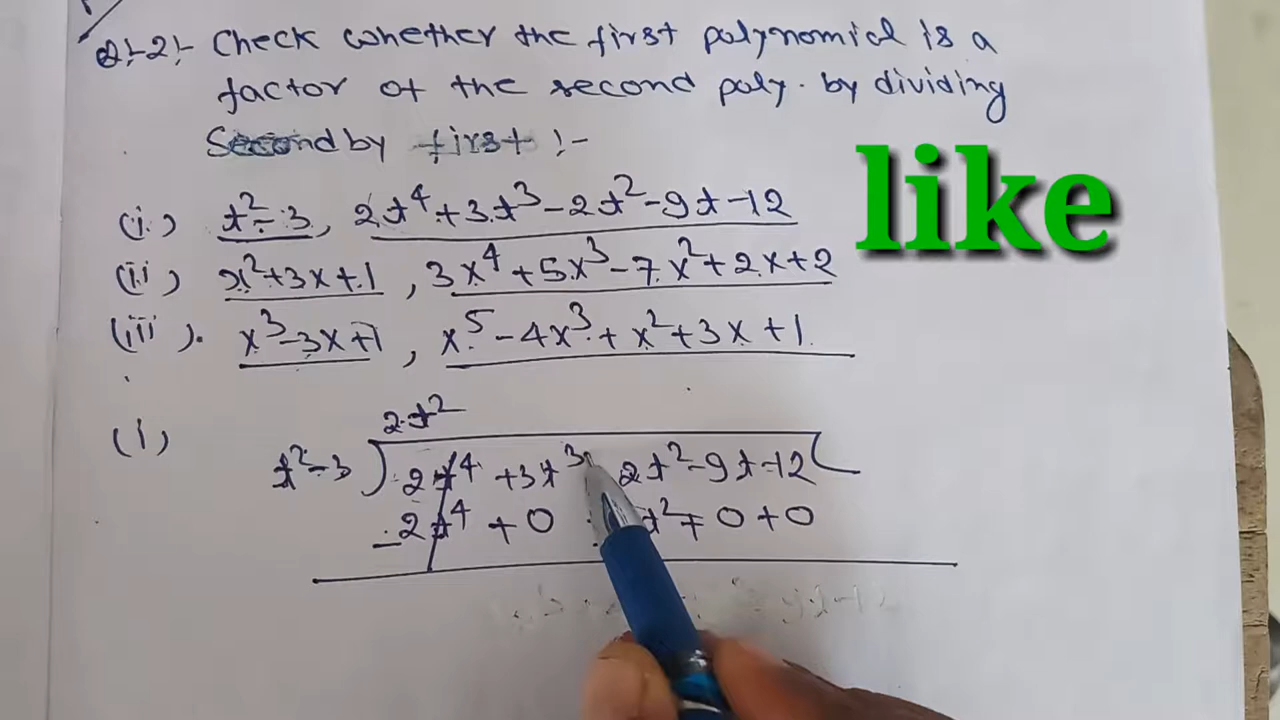 Q:-2:- Check whether the first polynomial is a
factor of the second poly. by dividing
Second by first :-
like
(i.) t²-3, 2t⁴+3t³-2t²-9t-12
(ii) x²+3x+1, 3x⁴+5x³-7x²+2x+2
(iii). x³-3x+1, x⁵-4x³+x²+3x+1.
(i)
2t²
t²-3) 2t⁴+3t³ 2t²-9t-12(
-2t⁴+0 t²+0+0